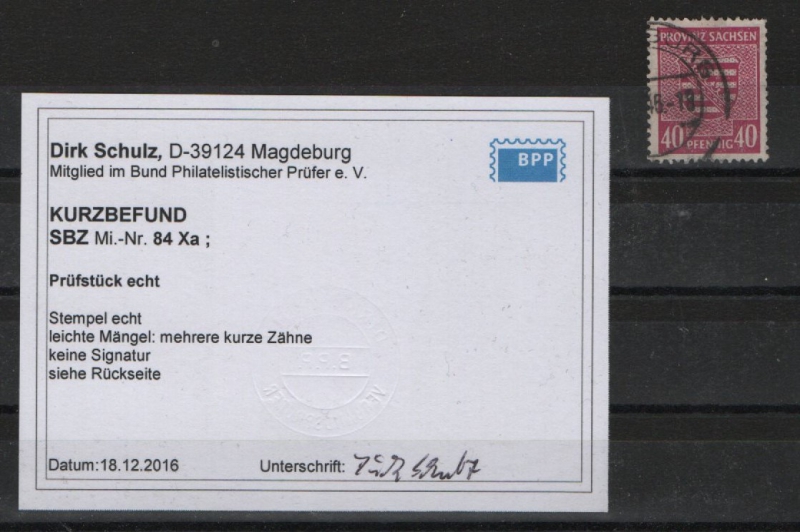 PROVINZ SACHSEN
40 PFENNIG 40
Dirk Schulz, D-39124 Magdeburg
Mitglied im Bund Philatelistischer Prüfer e. V.
BPP
KURZBEFUND
SBZ Mi.-Nr. 84 Xa ;
Prüfstück echt
Stempel echt
leichte Mängel: mehrere kurze Zähne
keine Signatur
siehe Rückseite
Datum:18.12.2016 Unterschrift: Dirk Schulz